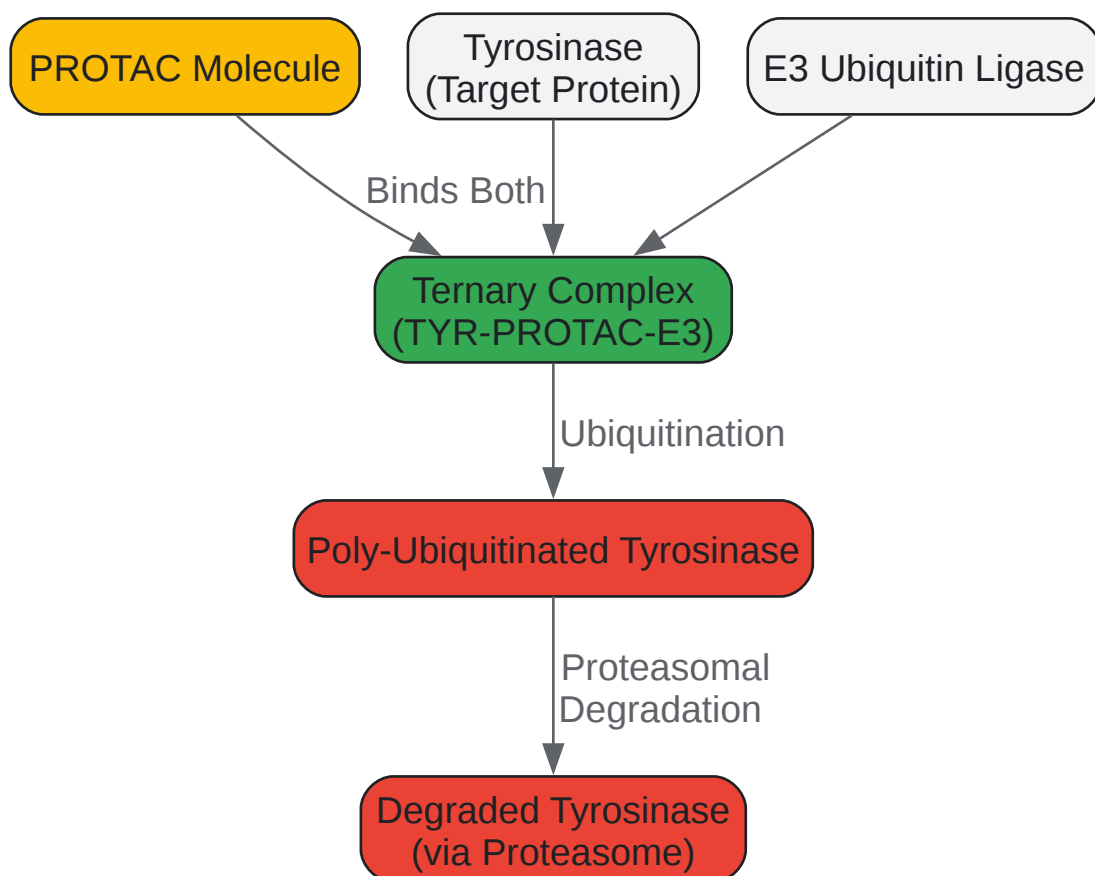 PROTAC Molecule
Tyrosinase
(Target Protein)
E3 Ubiquitin Ligase
Binds Both
Ternary Complex
(TYR-PROTAC-E3)
Ubiquitination
Poly-Ubiquitinated Tyrosinase
Proteasomal
Degradation
Degraded Tyrosinase
(via Proteasome)